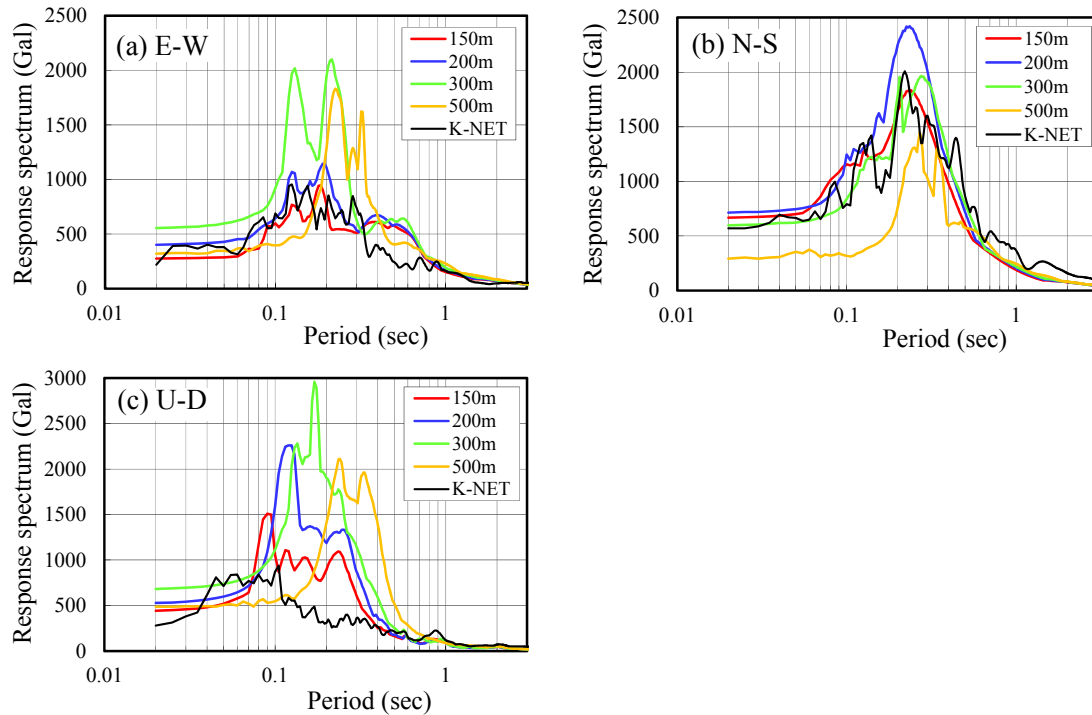 (a) E-W
Response spectrum (Gal)
2500
2000
1500
1000
500
0
0.01
0.1
1
Period (sec)
150m
200m
300m
500m
K-NET
(b) N-S
Response spectrum (Gal)
2500
2000
1500
1000
500
0
0.01
0.1
1
Period (sec)
150m
200m
300m
500m
K-NET
(c) U-D
Response spectrum (Gal)
3000
2500
2000
1500
1000
500
0
0.01
0.1
1
Period (sec)
150m
200m
300m
500m
K-NET